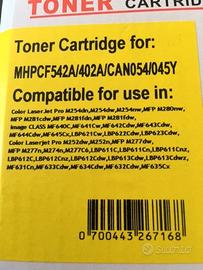 TONER CARTRID
Toner Cartridge for:
MHPCF542A/402A/CAN054/045Y
Compatible for use in:
Color LaserJet Pro M254dn,M254dw,M254nw,MFP M280nw,
MFP M281cdw,MFP M281fdn,MFP M281fdw,
Image CLASS MF640C,MF641Cw,MF642Cdw,MF643Cdw,
MF644Cdw,MF645Cx,LBP621Cw,LBP622Cdw,LBP623Cdw,
Color LaserJet Pro M252dw,M252n,MFP M277dw,
MFP M277n,M274n,M277C6,LBP611C,LBP611Cn,LBP611Cnz,
LBP612C,LBP612Cnz,LBP612Cdw,LBP613C,LBP613Cdwz,
MF631Cn,MF633Cdw,MF634Cdw,MF632Cdw,MF635Cx
0 700443 267168
subito